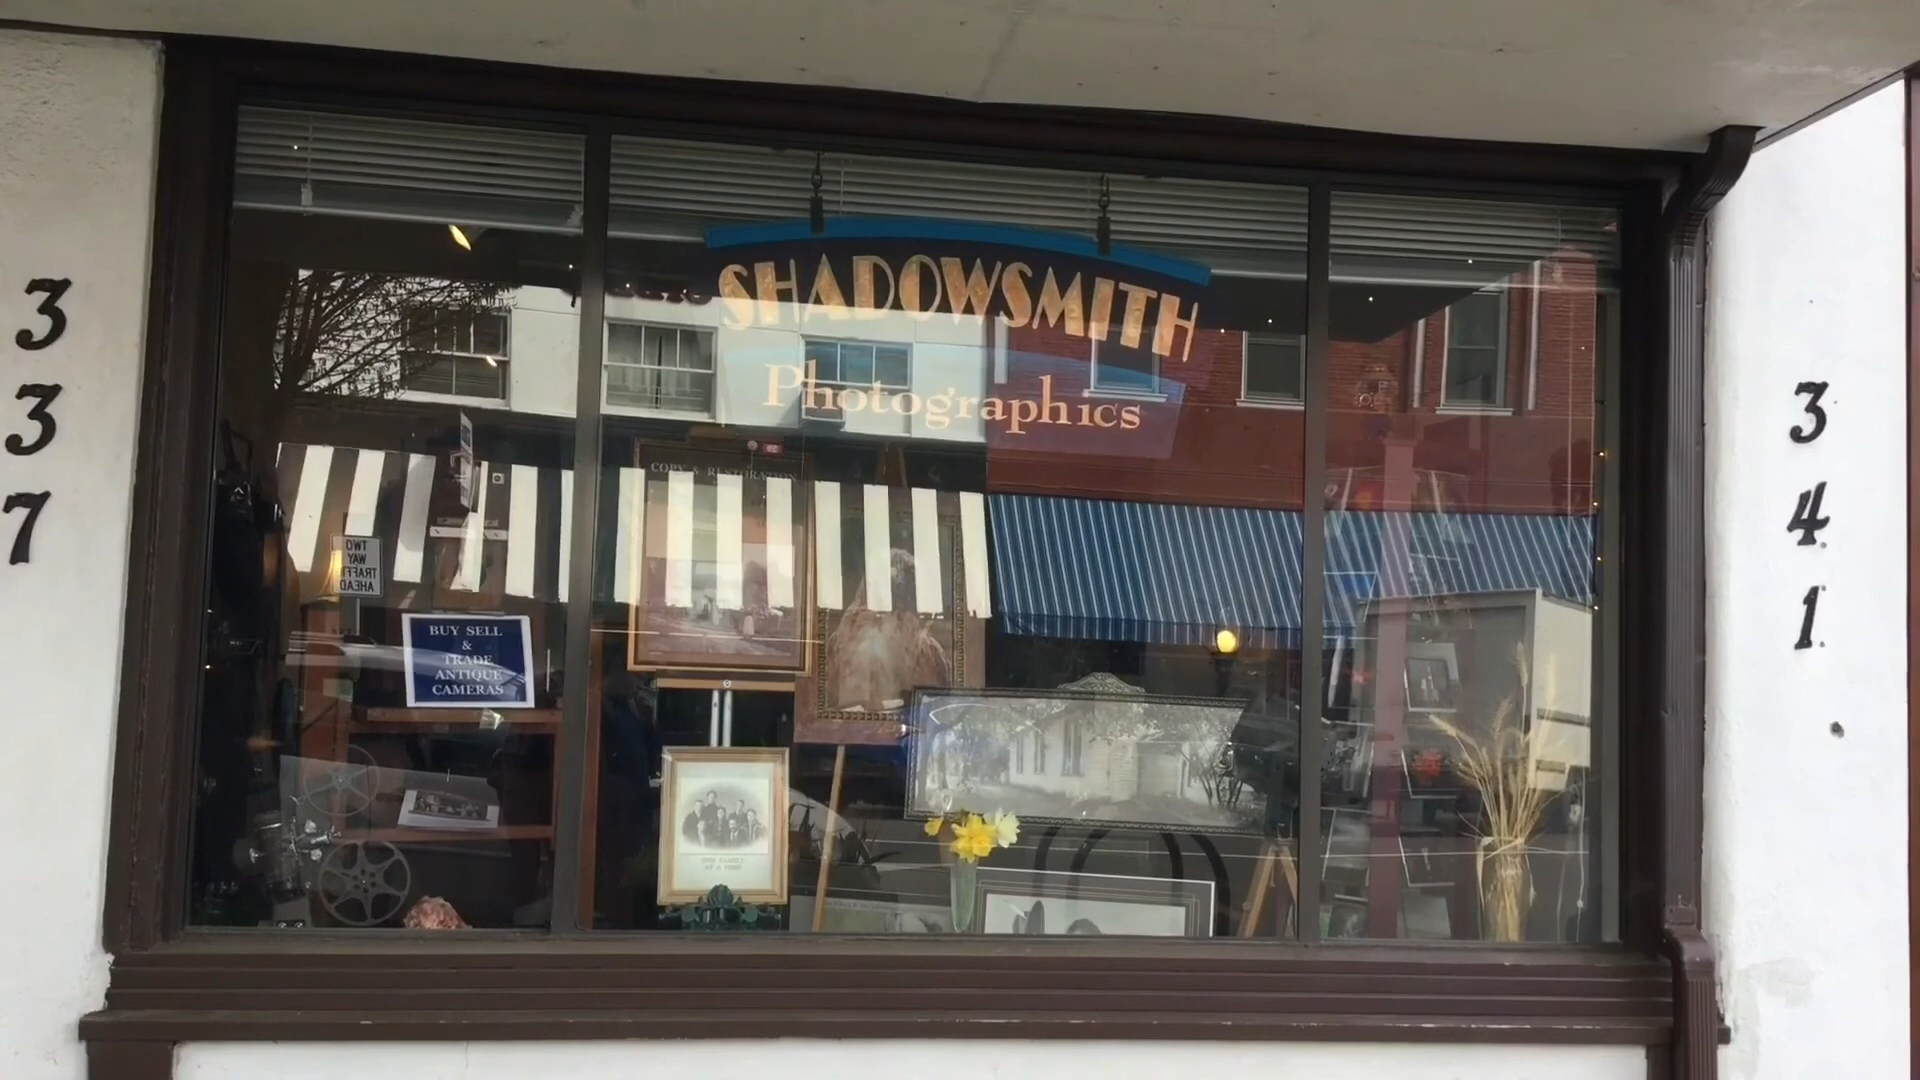 3
3
7
SHADOWSMITH
Photographics
COPY & RESTORATION
TWO
WAY
TRAFFIC
AHEAD
BUY SELL
&
TRADE
ANTIQUE
CAMERAS
ONE FAMILY
AT A TIME
3
4
1